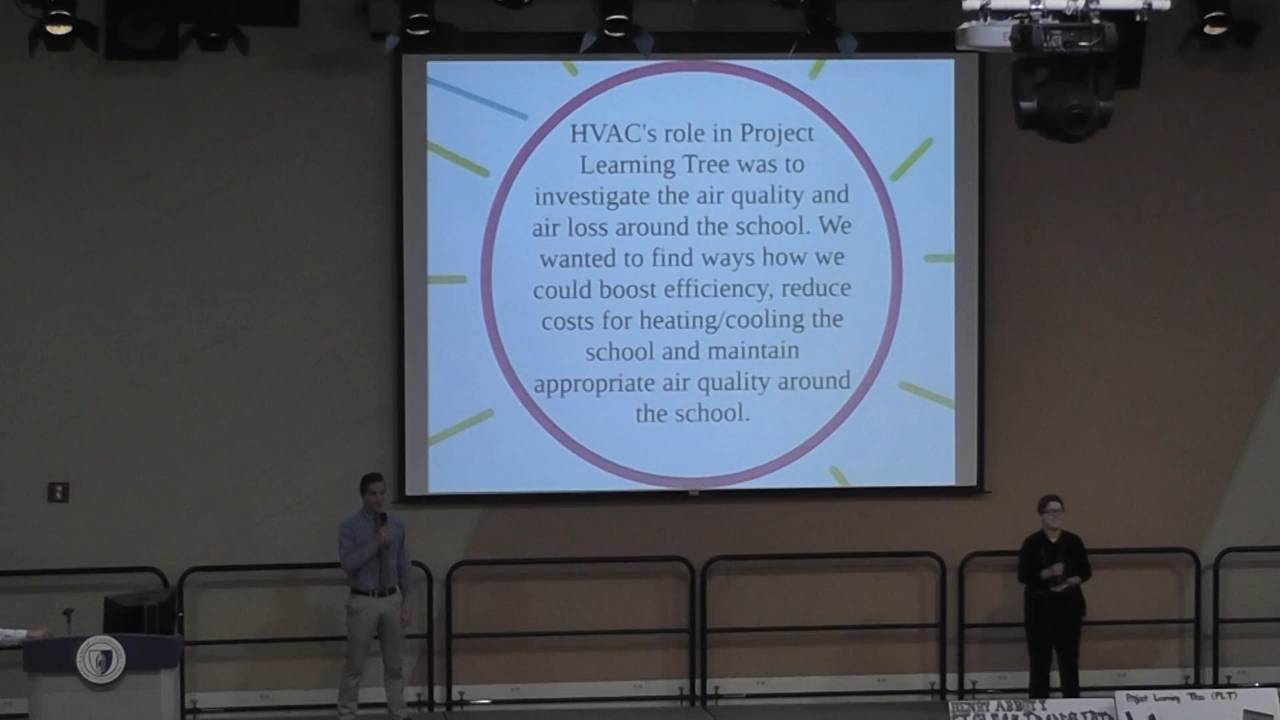 HVAC's role in Project
Learning Tree was to
investigate the air quality and
air loss around the school. We
wanted to find ways how we
could boost efficiency, reduce
costs for heating/cooling the
school and maintain
appropriate air quality around
the school.
Project Learning Tree (PLT)
HENRY ABBOTT